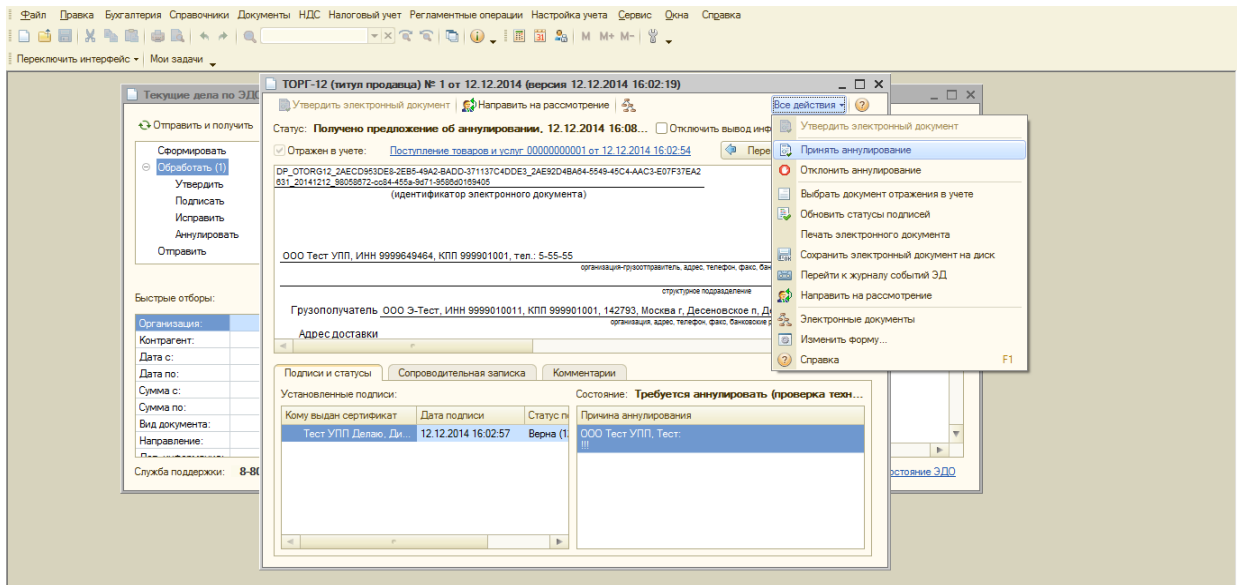 Файл Правка Бухгалтерия Справочники Документы НДС Налоговый учет Регламентные операции Настройка учета Сервис Окна Справка
M M+ M-
Переключить интерфейс Мои задачи
Текущие дела по ЭДО
Отправить и получить
Сформировать
Обработать (1)
Утвердить
Подписать
Исправить
Аннулировать
Отправить
Быстрые отборы:
Организация:
Контрагент:
Дата с:
Дата по:
Сумма с:
Сумма по:
Вид документа:
Направление:
Служба поддержки: 8-80
ТОРГ-12 (титул продавца) № 1 от 12.12.2014 (версия 12.12.2014 16:02:19)
Утвердить электронный документ Направить на рассмотрение Все действия
Статус: Получено предложение об аннулировании, 12.12.2014 16:08... Отключить вывод инф
Отражен в учете: Поступление товаров и услуг 00000000001 от 12.12.2014 16:02:54 Пере
DP_OTORG12_2AECD953DE8-2EB5-49A2-BADD-371137C4DDE3_2AE92D4BA64-5549-45C4-AAC3-E07F37EA2
631_20141212_98058672-cc84-455a-9d71-9586d0169405
(идентификатор электронного документа)
ООО Тест УПП, ИНН 9999649464, КПП 999901001, тел.: 5-55-55
организация-грузоотправитель, адрес, телефон, факс, бан
структурное подразделение
Грузополучатель ООО Э-Тест, ИНН 9999010011, КПП 999901001, 142793, Москва г, Десеновское п, Д
организация, адрес, телефон, факс, банковские р
Адрес доставки
Подписи и статусы Сопроводительная записка Комментарии
Установленные подписи:
Кому выдан сертификат Дата подписи Статус п
Тест УПП Делаю, Ди... 12.12.2014 16:02:57 Верна (1
Состояние: Требуется аннулировать (проверка техн...
Причина аннулирования
ООО Тест УПП, Тест:
!!!
Утвердить электронный документ
Принять аннулирование
Отклонить аннулирование
Выбрать документ отражения в учете
Обновить статусы подписей
Печать электронного документа
Сохранить электронный документ на диск
Перейти к журналу событий ЭД
Направить на рассмотрение
Электронные документы
Изменить форму...
Справка F1
остояние ЭДО